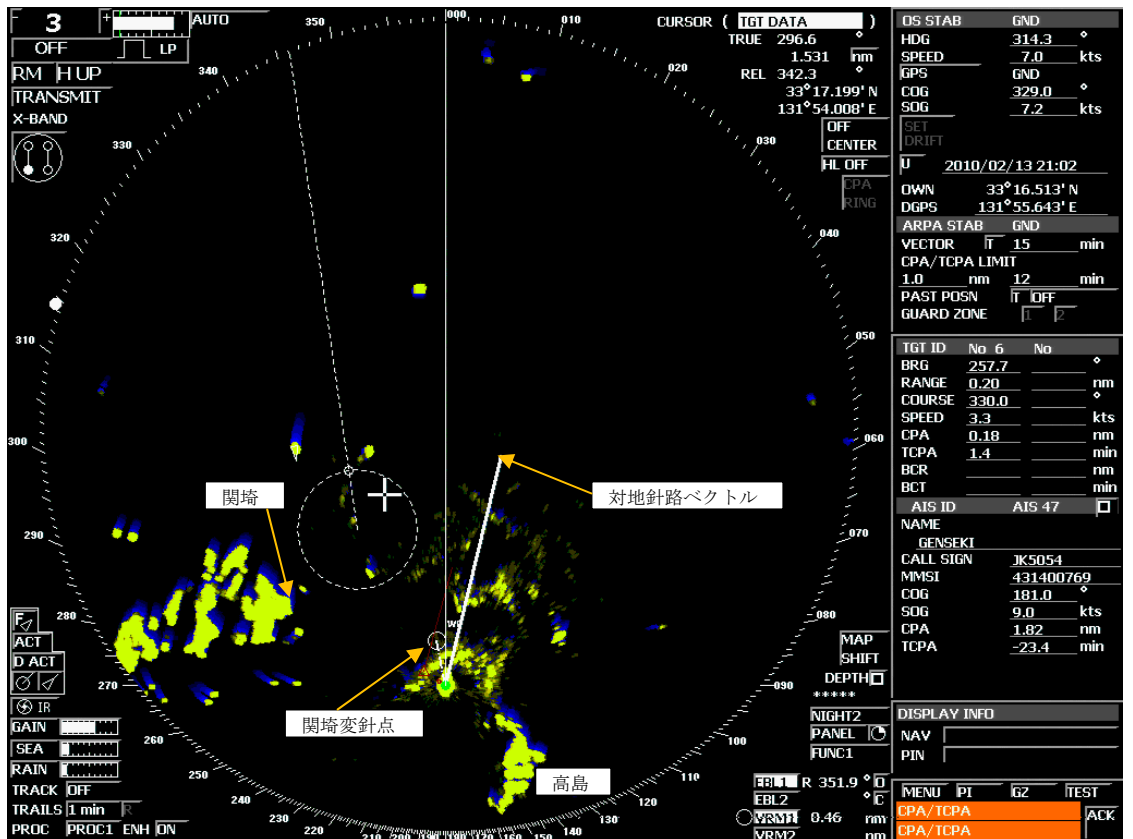 - 3 +
AUTO
OFF
LP
RM H UP
TRANSMIT
X-BAND
CURSOR ( TGT DATA )
TRUE 296.6 °
1.531 nm
REL 342.3 °
33°17.199' N
131°54.008' E
OFF
CENTER
HL OFF
CPA
RING
OS STAB GND
HDG 314.3 °
SPEED 7.0 kts
GPS GND
COG 329.0 °
SOG 7.2 kts
SET
DRIFT
U 2010/02/13 21:02
OWN 33°16.513' N
DGPS 131°55.643' E
ARPA STAB GND
VECTOR T 15 min
CPA/TCPA LIMIT
1.0 nm 12 min
PAST POSN T OFF
GUARD ZONE 1 2
TGT ID No 6 No
BRG 257.7 °
RANGE 0.20 nm
COURSE 330.0 °
SPEED 3.3 kts
CPA 0.18 nm
TCPA 1.4 min
BCR nm
BCT min
AIS ID AIS 47
NAME
GENSEKI
CALL SIGN JK5054
MMSI 431400769
COG 181.0 °
SOG 9.0 kts
CPA 1.82 nm
TCPA -23.4 min
DISPLAY INFO
NAV
PIN
MENU PI GZ TEST
CPA/TCPA
CPA/TCPA
ACK
350 000 010
340 020
330 030
320 040
310 050
300 060
290 070
280 080
270 090
260 100
250 110
240 220 210 200 190 180 170 160 150 140 130 120
関埼
対地針路ベクトル
関埼変針点
高島
F
ACT
D ACT
IR
GAIN
SEA
RAIN
TRACK OFF
TRAILS 1 min R
PROC PROC1 ENH ON
MAP
SHIFT
DEPTH
*****
NIGHT2
PANEL
FUNC1
EBL1 R 351.9 ° D
EBL2 ° C
VRM1 0.46 nm
VRM2 nm